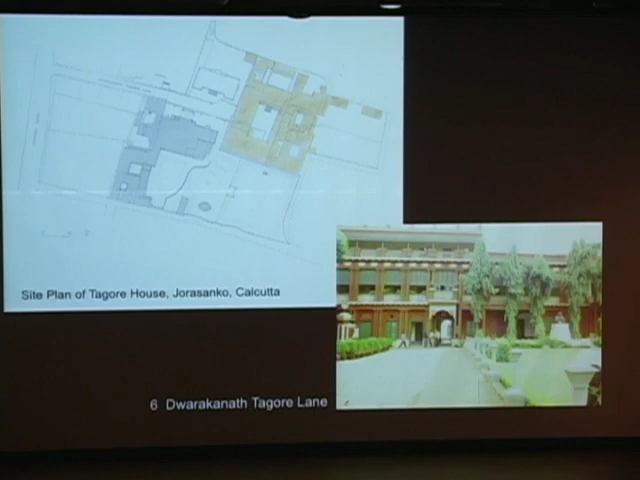 Site Plan of Tagore House, Jorasanko, Calcutta
6 Dwarakanath Tagore Lane